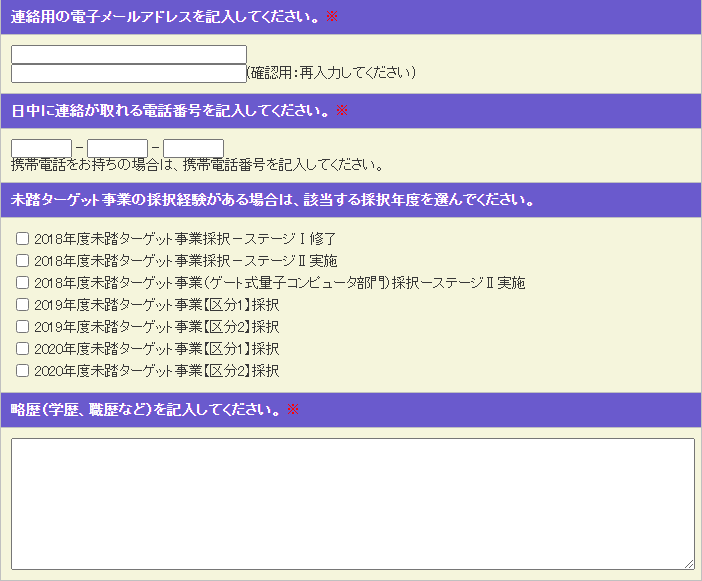 連絡用の電子メールアドレスを記入してください。 ※
(確認用：再入力してください)
日中に連絡が取れる電話番号を記入してください。 ※
－ －
携帯電話をお持ちの場合は、携帯電話番号を記入してください。
未踏ターゲット事業の採択経験がある場合は、該当する採択年度を選んでください。
2018年度未踏ターゲット事業採択－ステージⅠ修了
2018年度未踏ターゲット事業採択－ステージⅡ実施
2018年度未踏ターゲット事業（ゲート式量子コンピュータ部門）採択ーステージⅡ実施
2019年度未踏ターゲット事業【区分1】採択
2019年度未踏ターゲット事業【区分2】採択
2020年度未踏ターゲット事業【区分1】採択
2020年度未踏ターゲット事業【区分2】採択
略歴（学歴、職歴など）を記入してください。 ※